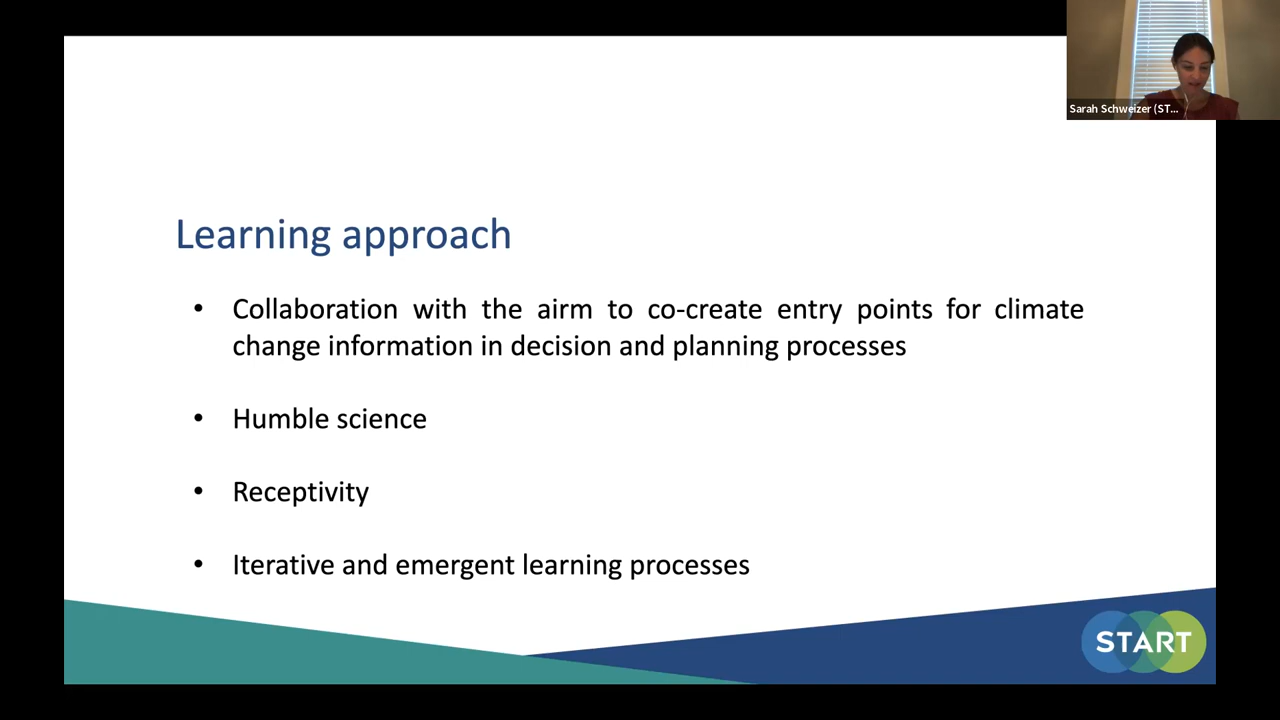 Sarah Schweizer (ST...
Learning approach
• Collaboration with the airm to co-create entry points for climate
change information in decision and planning processes
• Humble science
• Receptivity
• Iterative and emergent learning processes
START